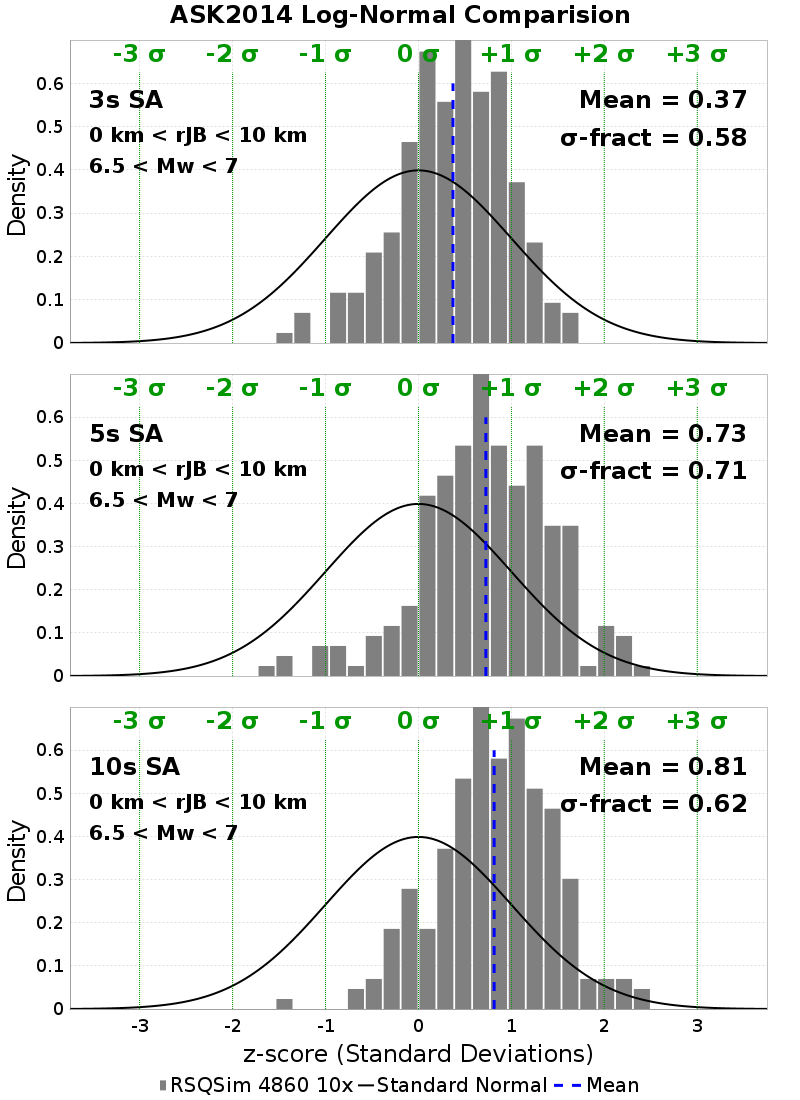 ASK2014 Log-Normal Comparision
-3 σ -2 σ -1 σ 0 σ +1 σ +2 σ +3 σ
3s SA
0 km < rJB < 10 km
6.5 < Mw < 7
Mean = 0.37
σ-fract = 0.58
Density
0.6
0.5
0.4
0.3
0.2
0.1
0
-3 σ -2 σ -1 σ 0 σ +1 σ +2 σ +3 σ
5s SA
0 km < rJB < 10 km
6.5 < Mw < 7
Mean = 0.73
σ-fract = 0.71
Density
0.6
0.5
0.4
0.3
0.2
0.1
0
-3 σ -2 σ -1 σ 0 σ +1 σ +2 σ +3 σ
10s SA
0 km < rJB < 10 km
6.5 < Mw < 7
Mean = 0.81
σ-fract = 0.62
Density
0.6
0.5
0.4
0.3
0.2
0.1
0
-3 -2 -1 0 1 2 3
z-score (Standard Deviations)
RSQSim 4860 10x Standard Normal Mean